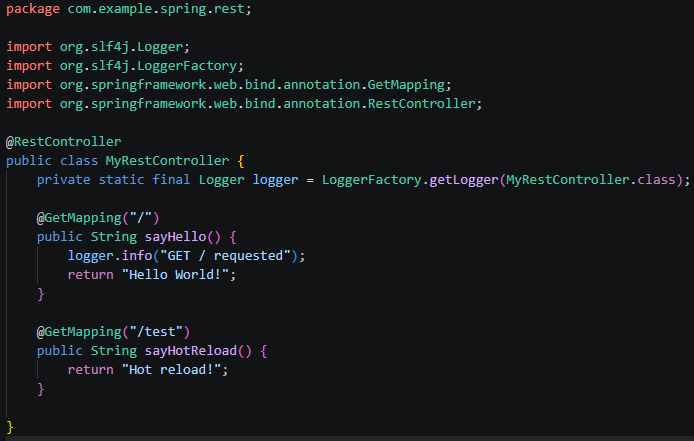 package com.example.spring.rest;
import org.slf4j.Logger;
import org.slf4j.LoggerFactory;
import org.springframework.web.bind.annotation.GetMapping;
import org.springframework.web.bind.annotation.RestController;
@RestController
public class MyRestController {
    private static final Logger logger = LoggerFactory.getLogger(MyRestController.class);
    @GetMapping("/")
    public String sayHello() {
        logger.info("GET / requested");
        return "Hello World!";
    }
    @GetMapping("/test")
    public String sayHotReload() {
        return "Hot reload!";
    }
}